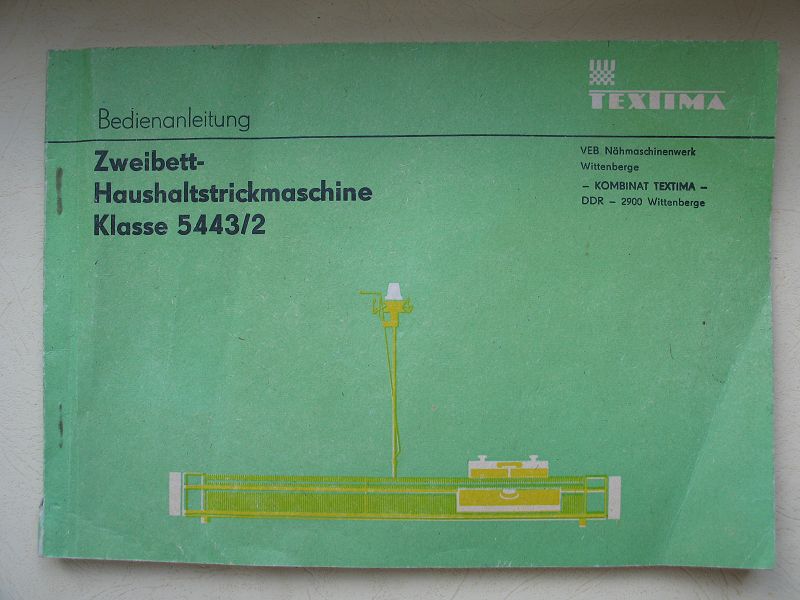 Bedienanleitung
Zweibett-
Haushaltstrickmaschine
Klasse 5443/2
TEXTIMA
VEB Nähmaschinenwerk
Wittenberge
– KOMBINAT TEXTIMA –
DDR – 2900 Wittenberge